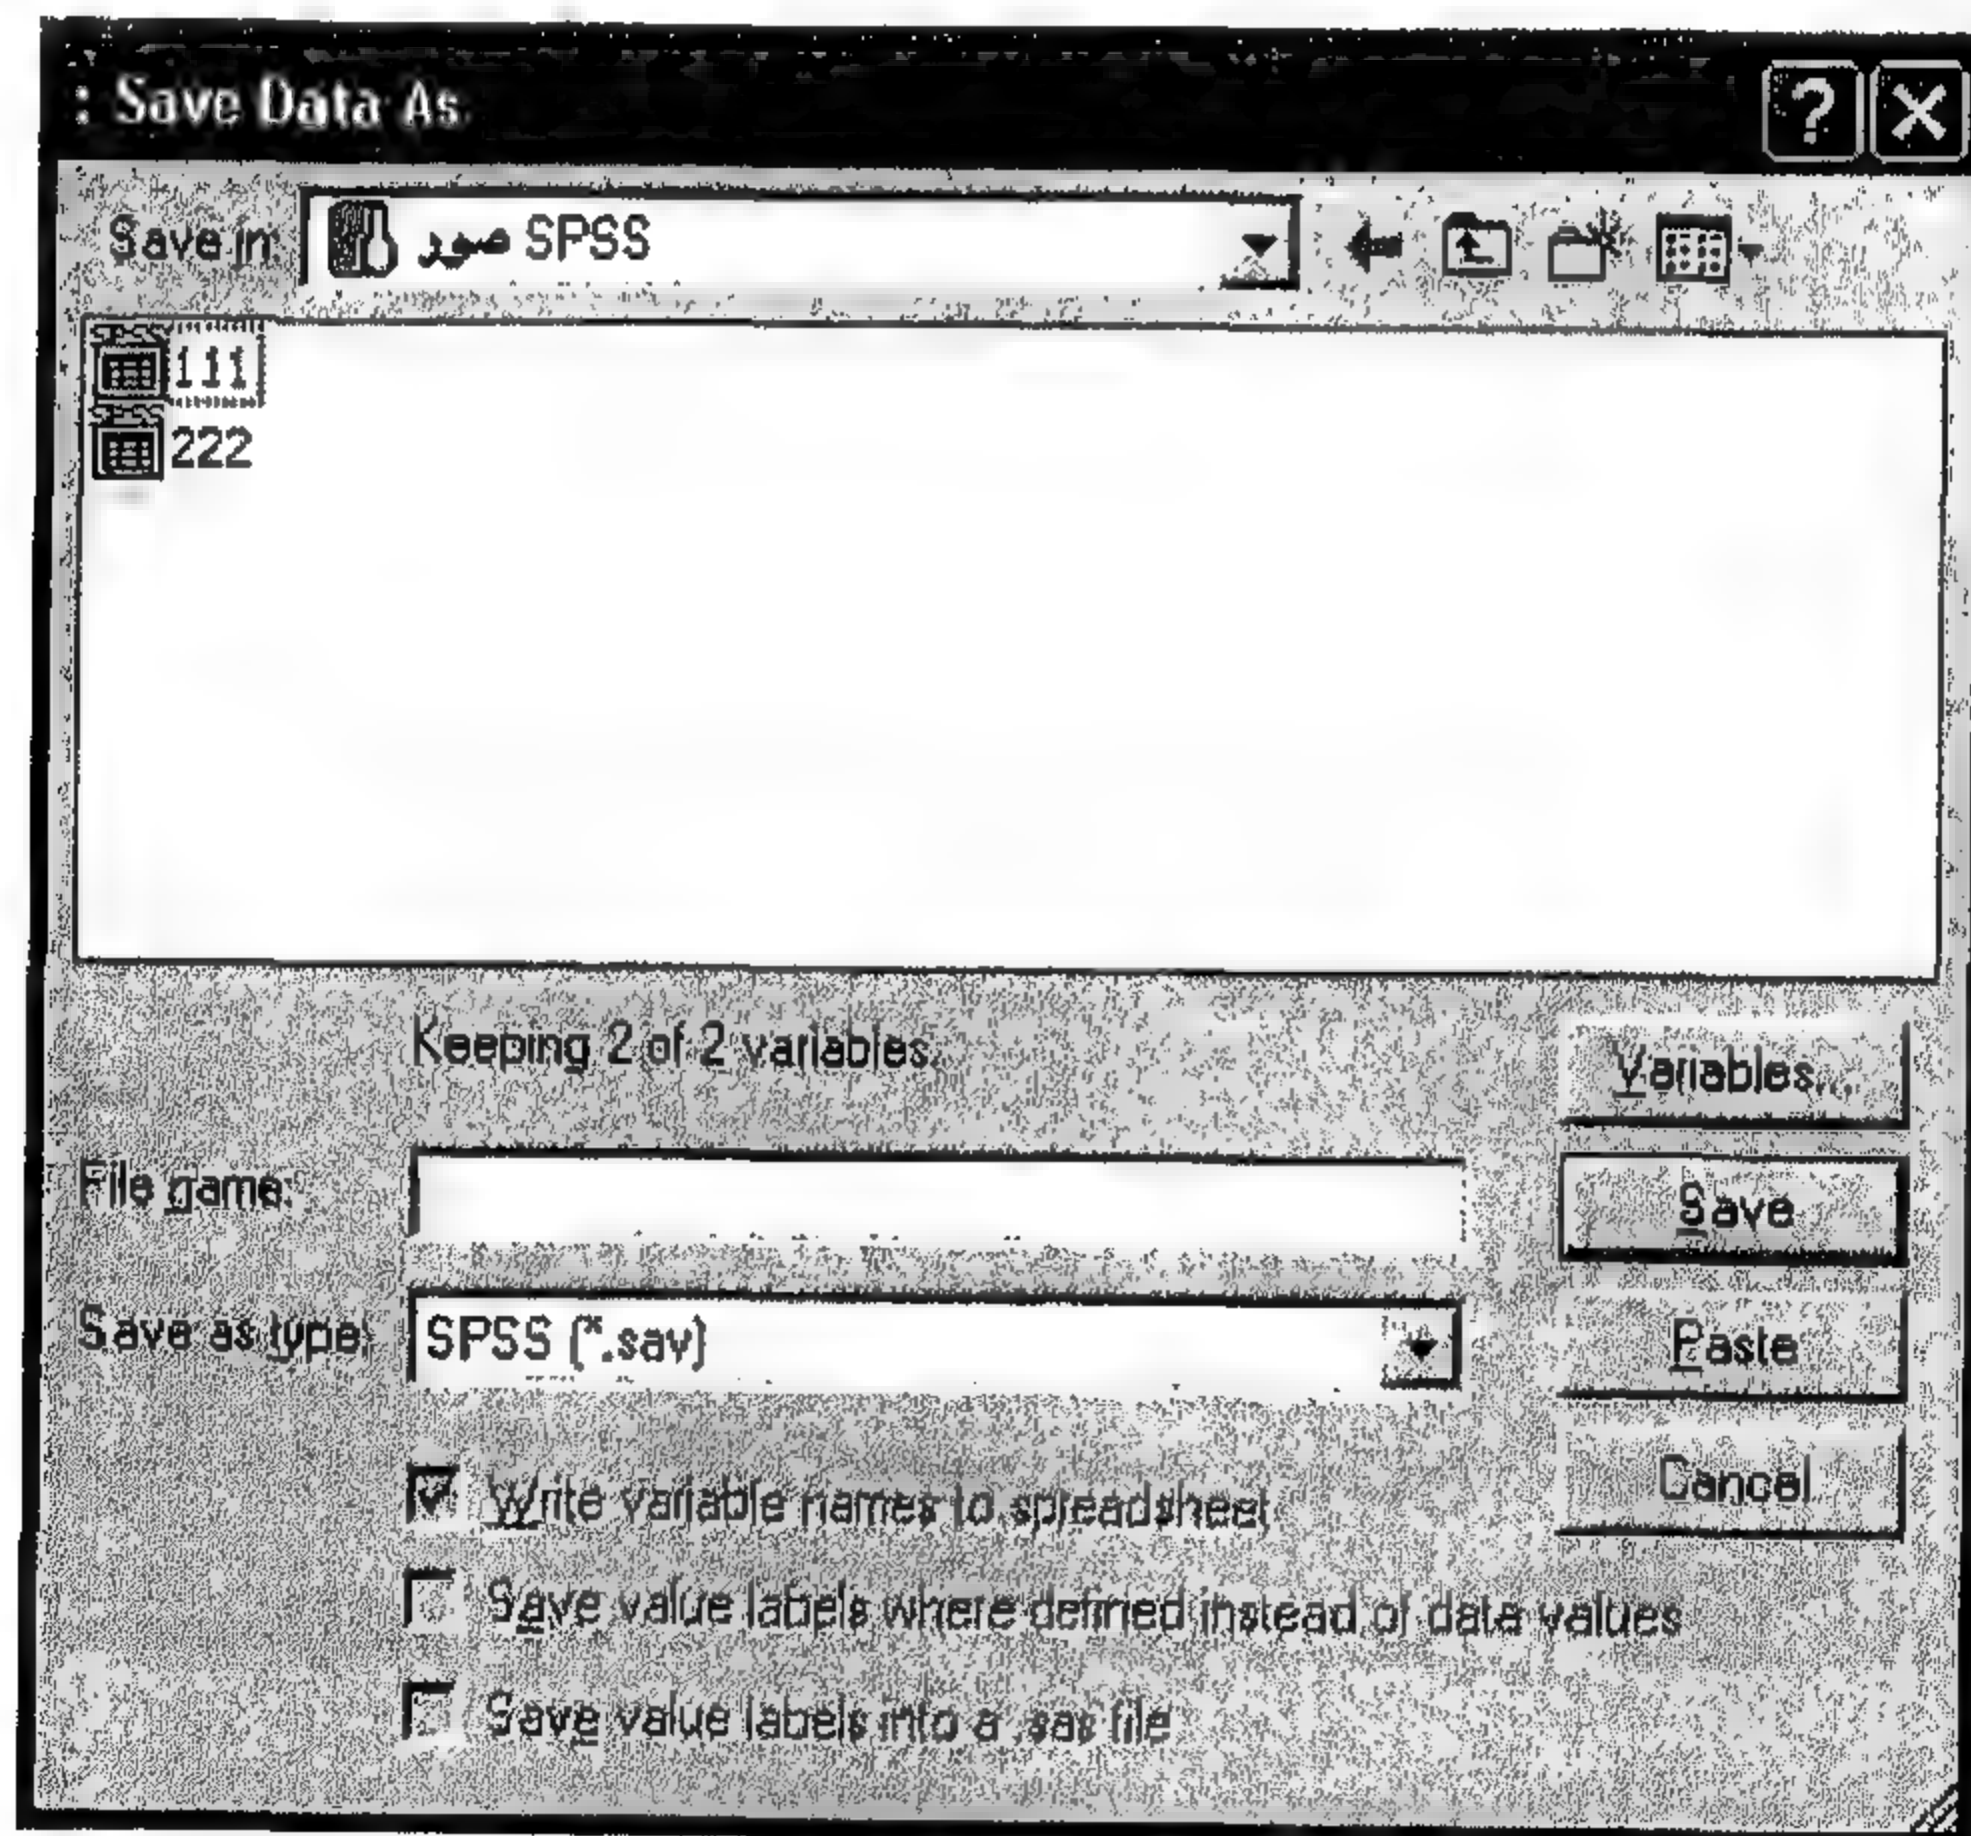 : Save Data As
Save in: صور SPSS
111
222
Keeping 2 of 2 variables.
Variables...
File game:
Save
Save as type: SPSS (*.sav)
Paste
Write variable names to spreadsheet
Cancel
Save value labels where defined instead of data values
Save value labels into a .sas file